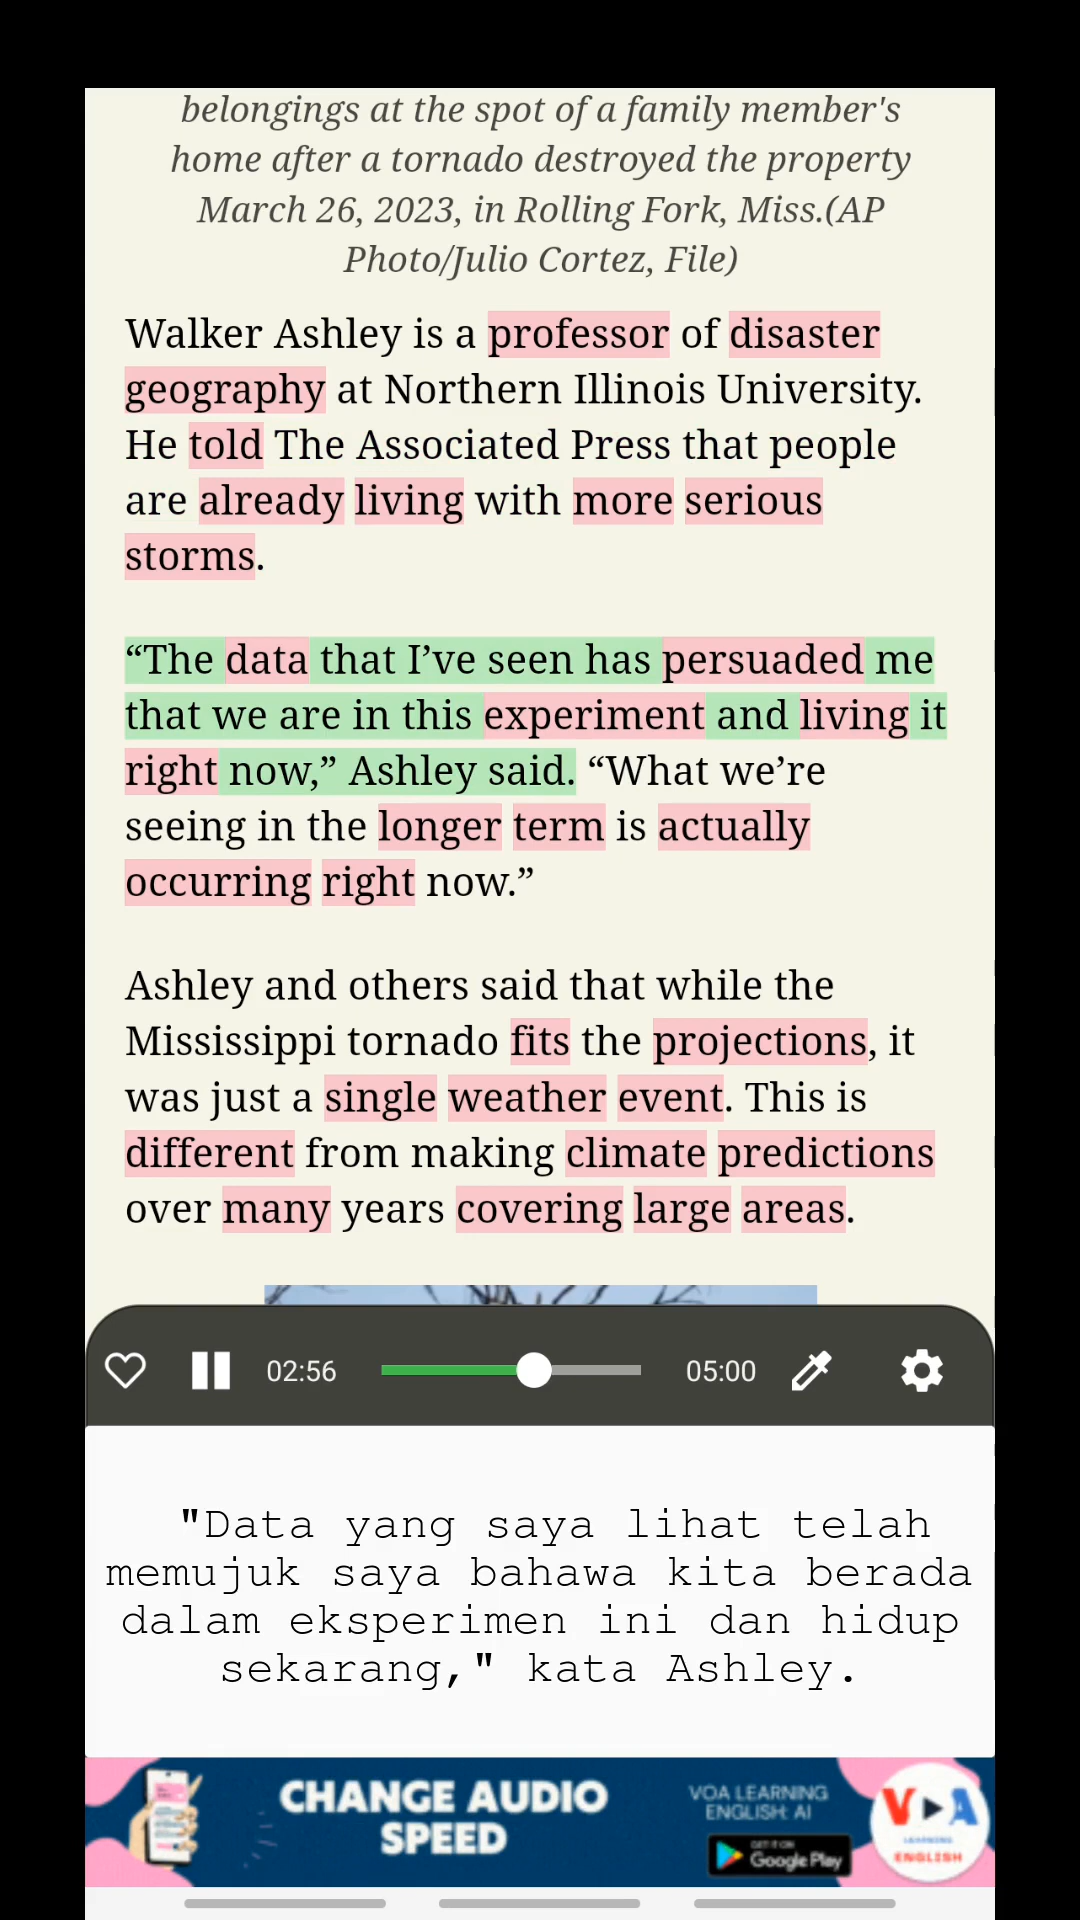 belongings at the spot of a family member's
home after a tornado destroyed the property
March 26, 2023, in Rolling Fork, Miss.(AP
Photo/Julio Cortez, File)
Walker Ashley is a professor of disaster
geography at Northern Illinois University.
He told The Associated Press that people
are already living with more serious
storms.
“The data that I’ve seen has persuaded me
that we are in this experiment and living it
right now,” Ashley said. “What we’re
seeing in the longer term is actually
occurring right now.”
Ashley and others said that while the
Mississippi tornado fits the projections, it
was just a single weather event. This is
different from making climate predictions
over many years covering large areas.
02:56
05:00
"Data yang saya lihat telah
memujuk saya bahawa kita berada
dalam eksperimen ini dan hidup
sekarang," kata Ashley.
CHANGE AUDIO
SPEED
VOA LEARNING
ENGLISH: AI
GET IT ON
Google Play
VOA
LEARNING
ENGLISH